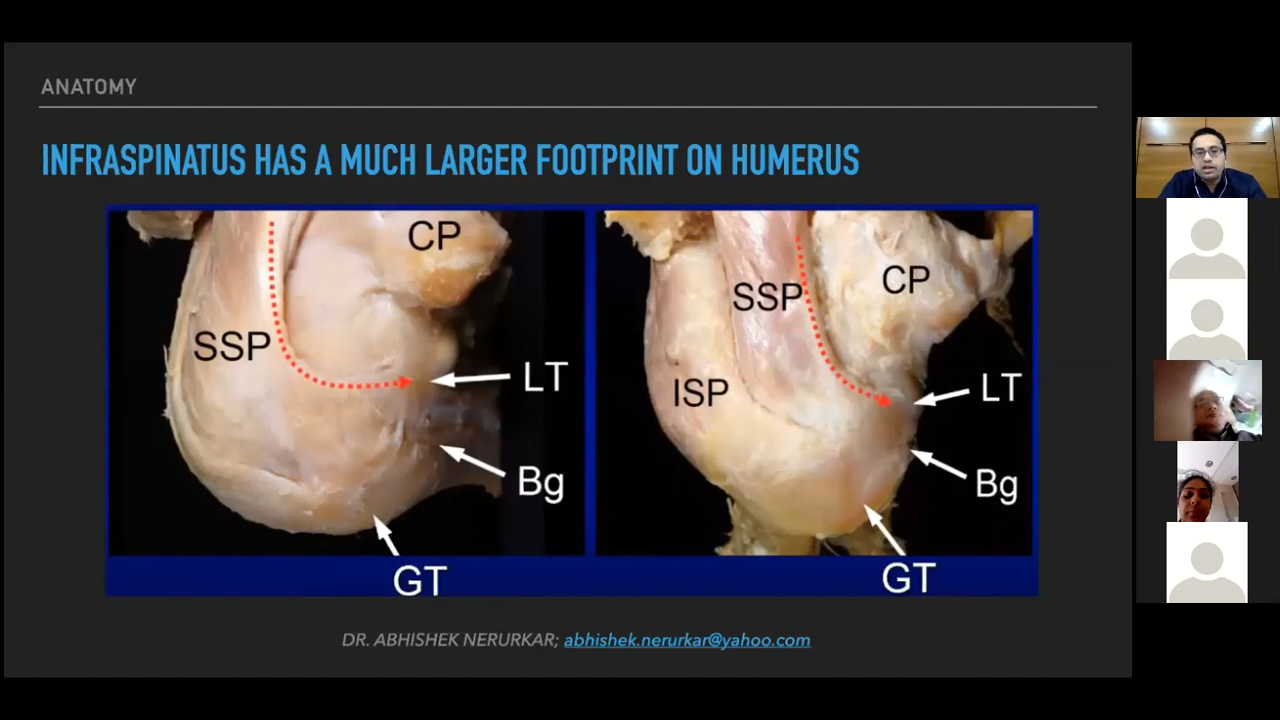 ANATOMY
INFRASPINATUS HAS A MUCH LARGER FOOTPRINT ON HUMERUS
CP
SSP
LT
Bg
GT
SSP
CP
ISP
LT
Bg
GT
DR. ABHISHEK NERURKAR; abhishek.nerurkar@yahoo.com